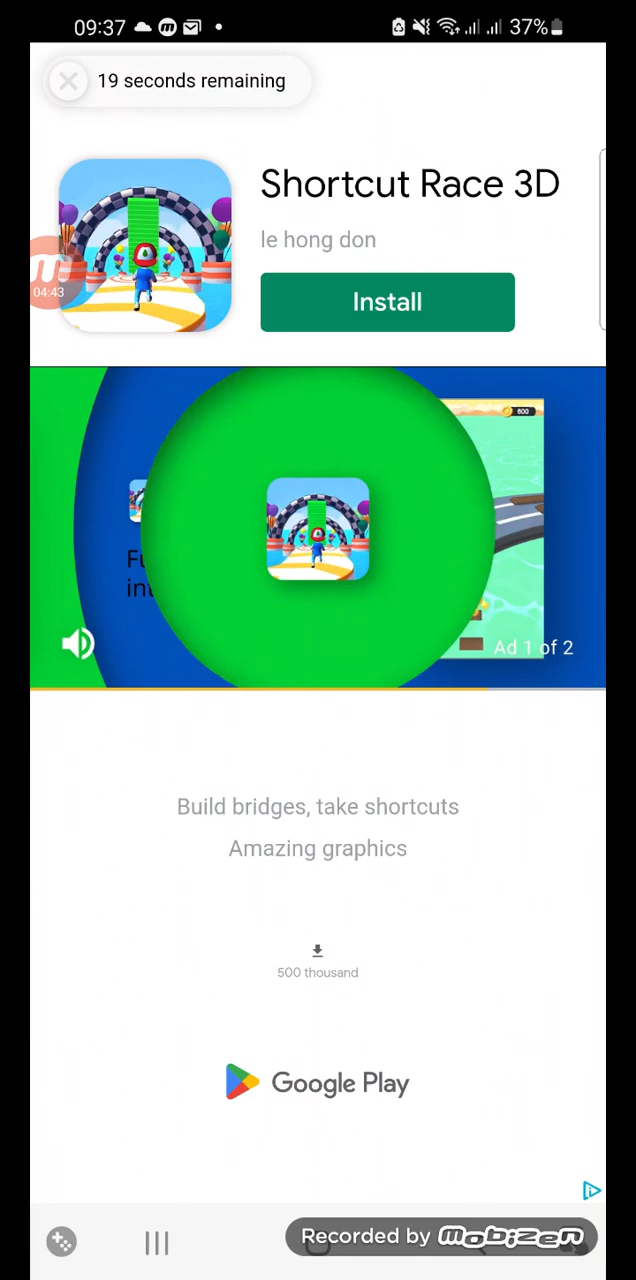 09:37
37%
19 seconds remaining
Shortcut Race 3D
le hong don
04:43
Install
600
Ad 1 of 2
Build bridges, take shortcuts
Amazing graphics
500 thousand
Google Play
Recorded by mobizen